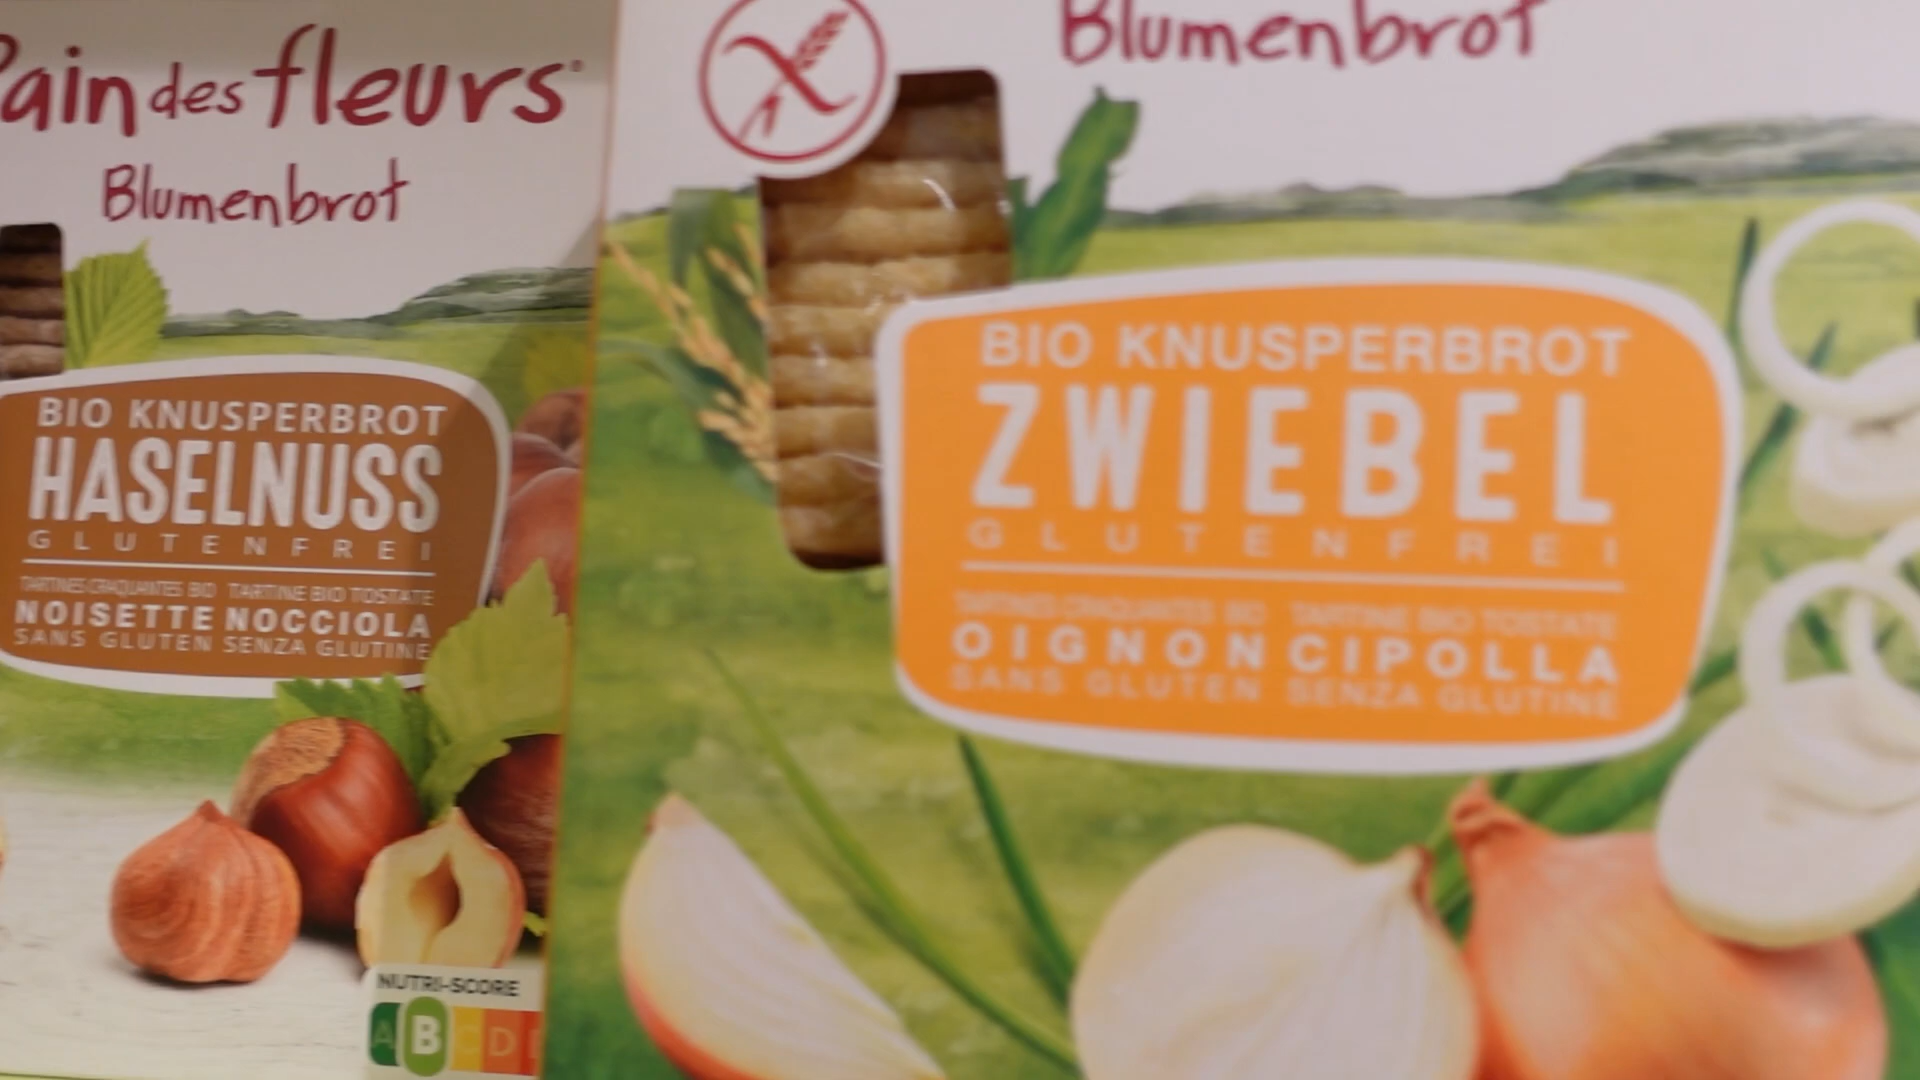 Pain des fleurs
Blumenbrot
BIO KNUSPERBROT
HASELNUSS
GLUTENFREI
TARTINES CRAQUANTES BIO TARTINE BIO TOSTATE
NOISETTE NOCCIOLA
SANS GLUTEN SENZA GLUTINE
NUTRI-SCORE
A B C D
Blumenbrot
BIO KNUSPERBROT
ZWIEBEL
GLUTENFREI
TARTINES CRAQUANTES BIO TARTINE BIO TOSTATE
OIGNON CIPOLLA
SANS GLUTEN SENZA GLUTINE